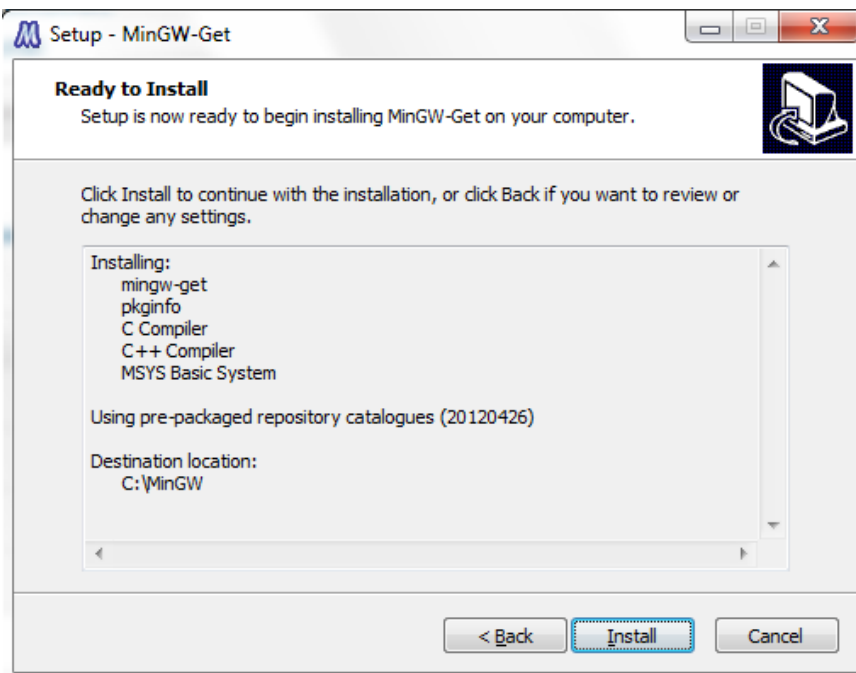 Setup - MinGW-Get
Ready to Install
Setup is now ready to begin installing MinGW-Get on your computer.
Click Install to continue with the installation, or click Back if you want to review or
change any settings.
Installing:
mingw-get
pkginfo
C Compiler
C++ Compiler
MSYS Basic System
Using pre-packaged repository catalogues (20120426)
Destination location:
C:\MinGW
< Back
Install
Cancel